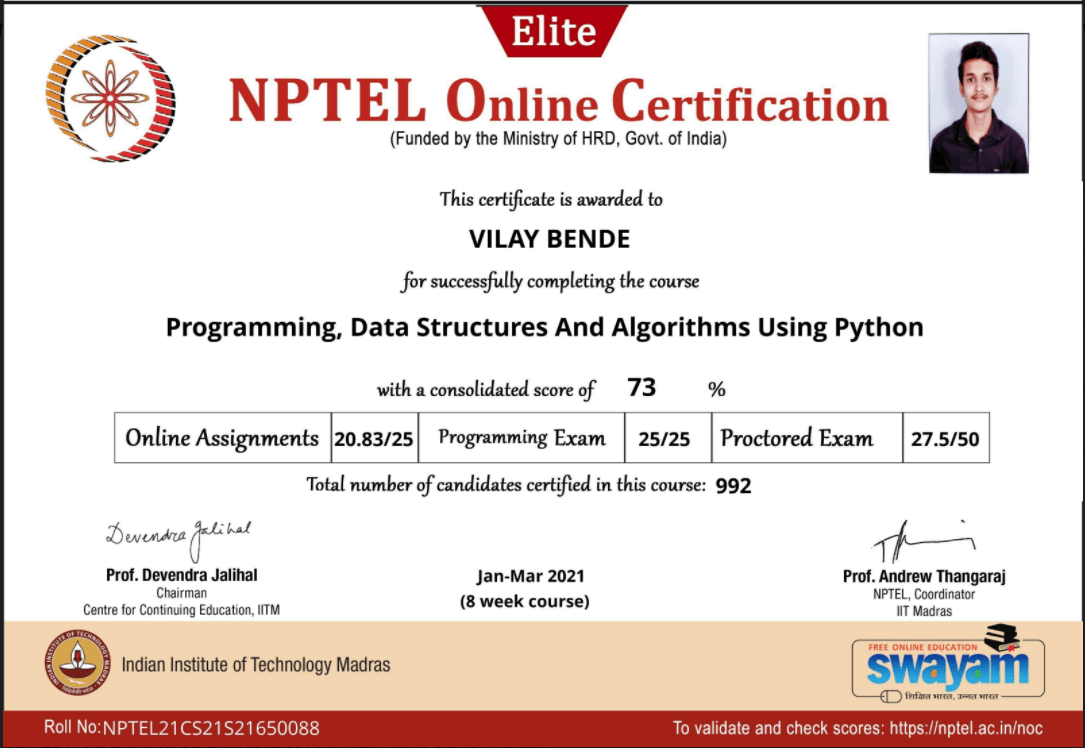 Elite
NPTEL Online Certification
(Funded by the Ministry of HRD, Govt. of India)
This certificate is awarded to
VILAY BENDE
for successfully completing the course
Programming, Data Structures And Algorithms Using Python
with a consolidated score of 73 %
Online Assignments 20.83/25 Programming Exam 25/25 Proctored Exam 27.5/50
Total number of candidates certified in this course: 992
Devendra Jalihal
Prof. Devendra Jalihal
Chairman
Centre for Continuing Education, IITM
Jan-Mar 2021
(8 week course)
Prof. Andrew Thangaraj
NPTEL, Coordinator
IIT Madras
INDIAN INSTITUTE OF TECHNOLOGY MADRAS
Indian Institute of Technology Madras
FREE ONLINE EDUCATION
swayam
शिक्षित भारत, उन्नत भारत
Roll No:NPTEL21CS21S21650088
To validate and check scores: https://nptel.ac.in/noc